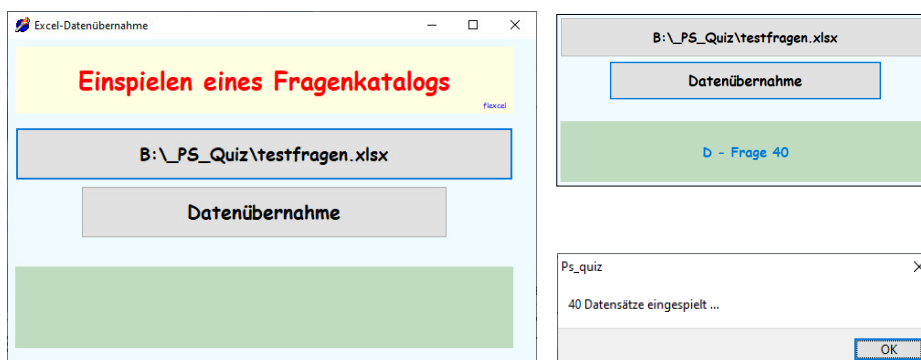 Excel-Datenübernahme
Einspielen eines Fragenkatalogs
flexcel
B:\_PS_Quiz\testfragen.xlsx
Datenübernahme
B:\_PS_Quiz\testfragen.xlsx
Datenübernahme
D - Frage 40
Ps_quiz
40 Datensätze eingespielt ...
OK